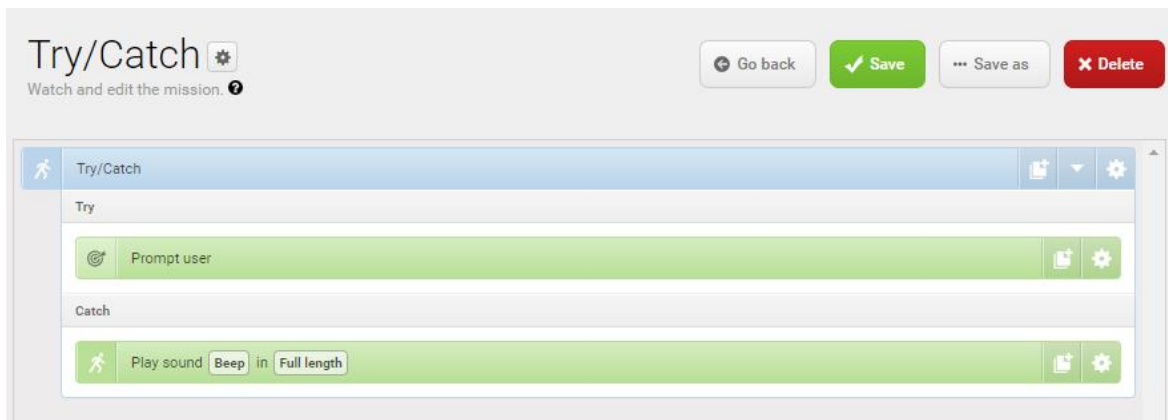 Try/Catch
Watch and edit the mission. ?
Go back
Save
Save as
Delete
Try/Catch
Try
Prompt user
Catch
Play sound Beep in Full length